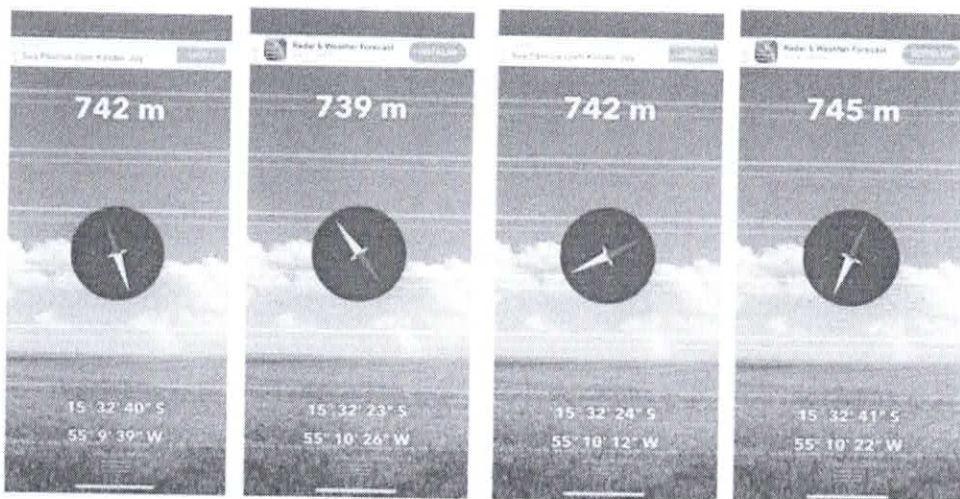 742 m
15° 32' 40" S
55° 9' 39" W
Radar & Weather Forecast
739 m
15° 32' 23" S
55° 10' 26" W
742 m
15° 32' 24" S
55° 10' 12" W
Radar & Weather Forecast
745 m
15° 32' 41" S
55° 10' 22" W